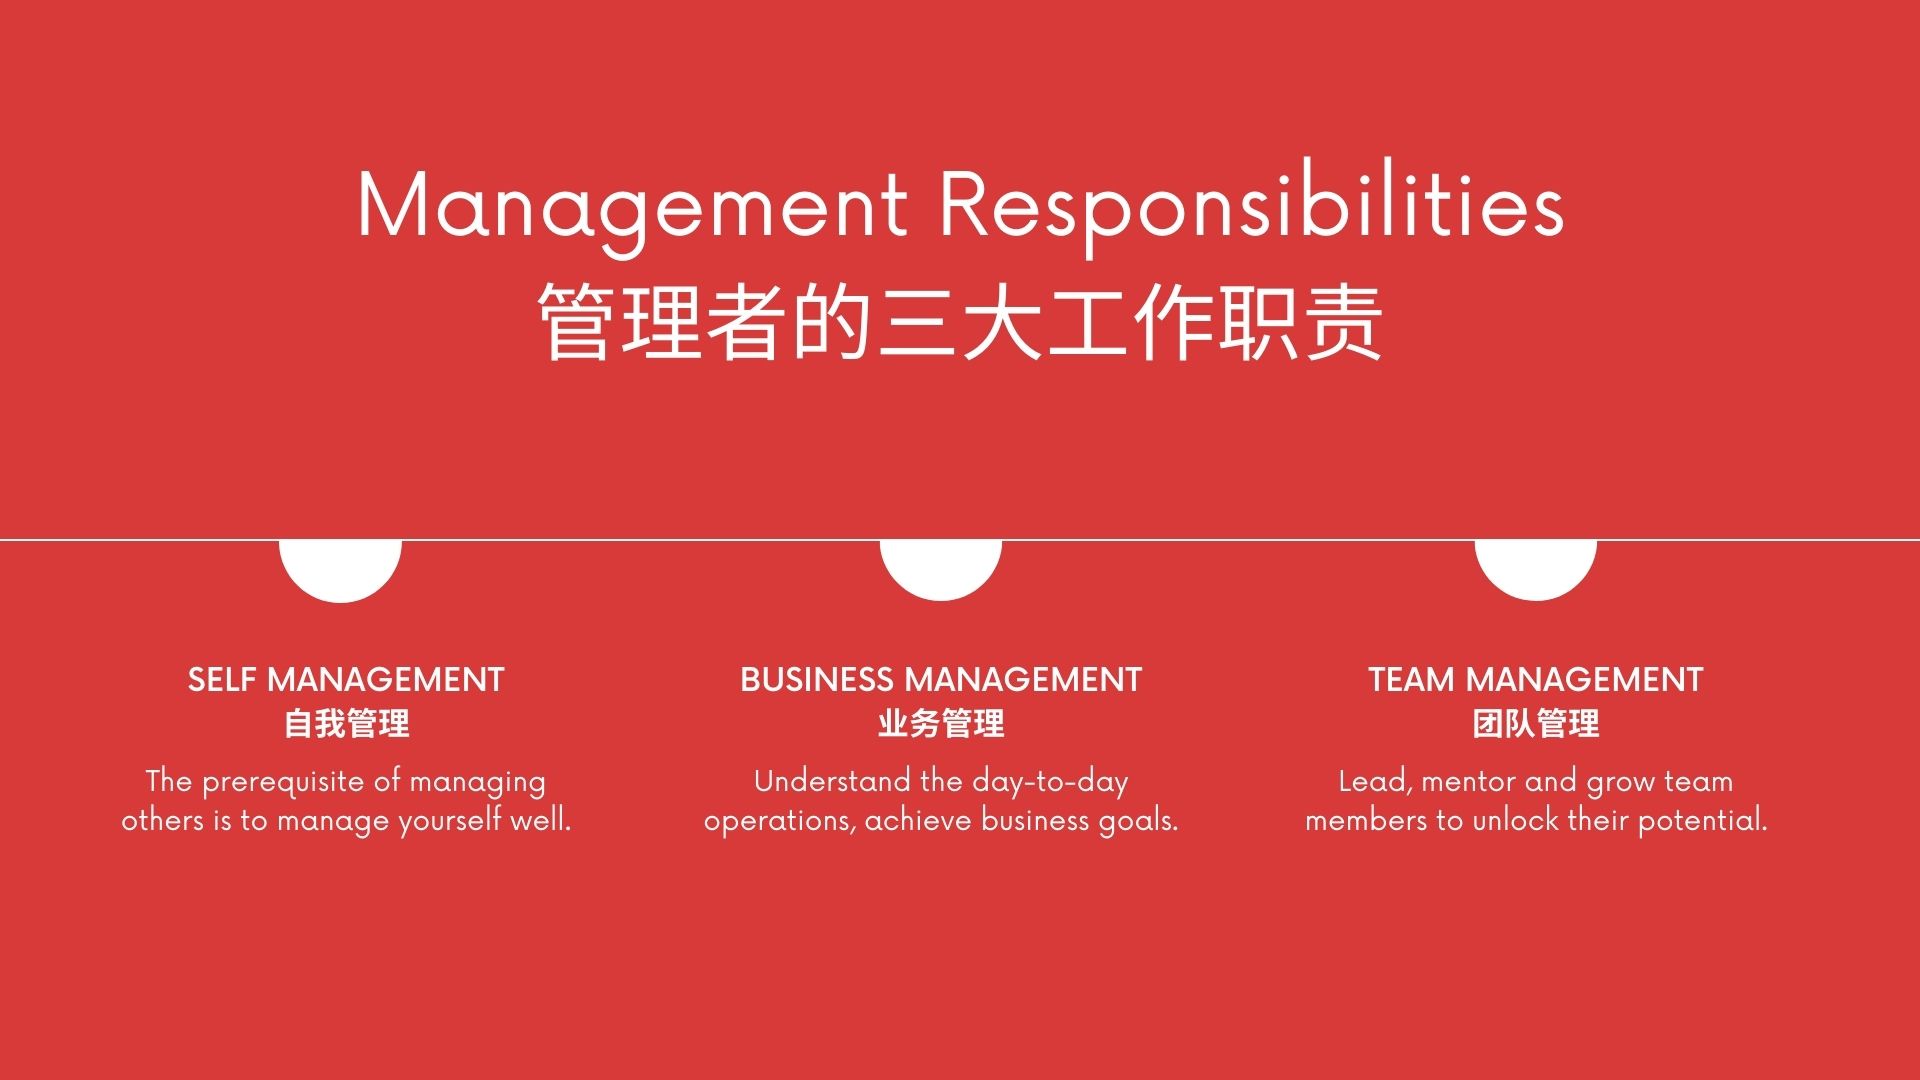 Management Responsibilities
管理者的三大工作职责
SELF MANAGEMENT
自我管理
The prerequisite of managing
others is to manage yourself well.
BUSINESS MANAGEMENT
业务管理
Understand the day-to-day
operations, achieve business goals.
TEAM MANAGEMENT
团队管理
Lead, mentor and grow team
members to unlock their potential.